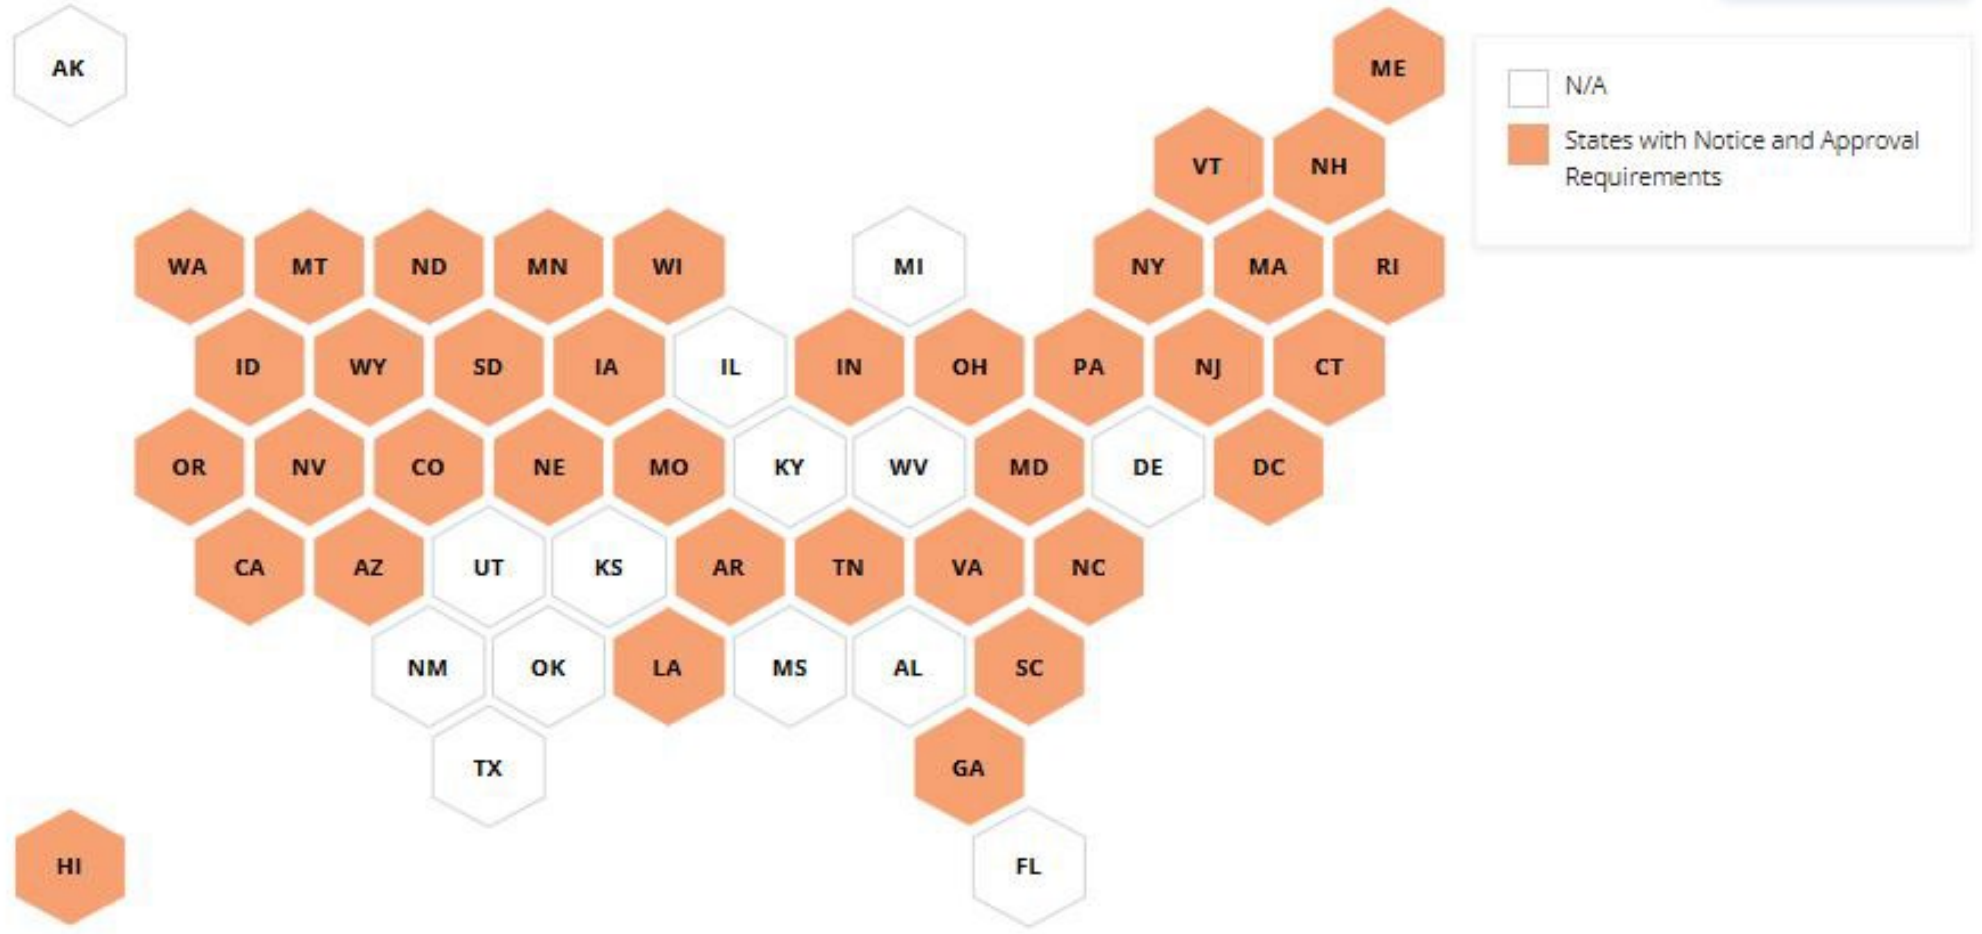 AK
ME
N/A
States with Notice and Approval
Requirements
VT NH
WA MT ND MN WI MI NY MA RI
ID WY SD IA IL IN OH PA NJ CT
OR NV CO NE MO KY WV MD DE DC
CA AZ UT KS AR TN VA NC
NM OK LA MS AL SC
TX GA
HI FL